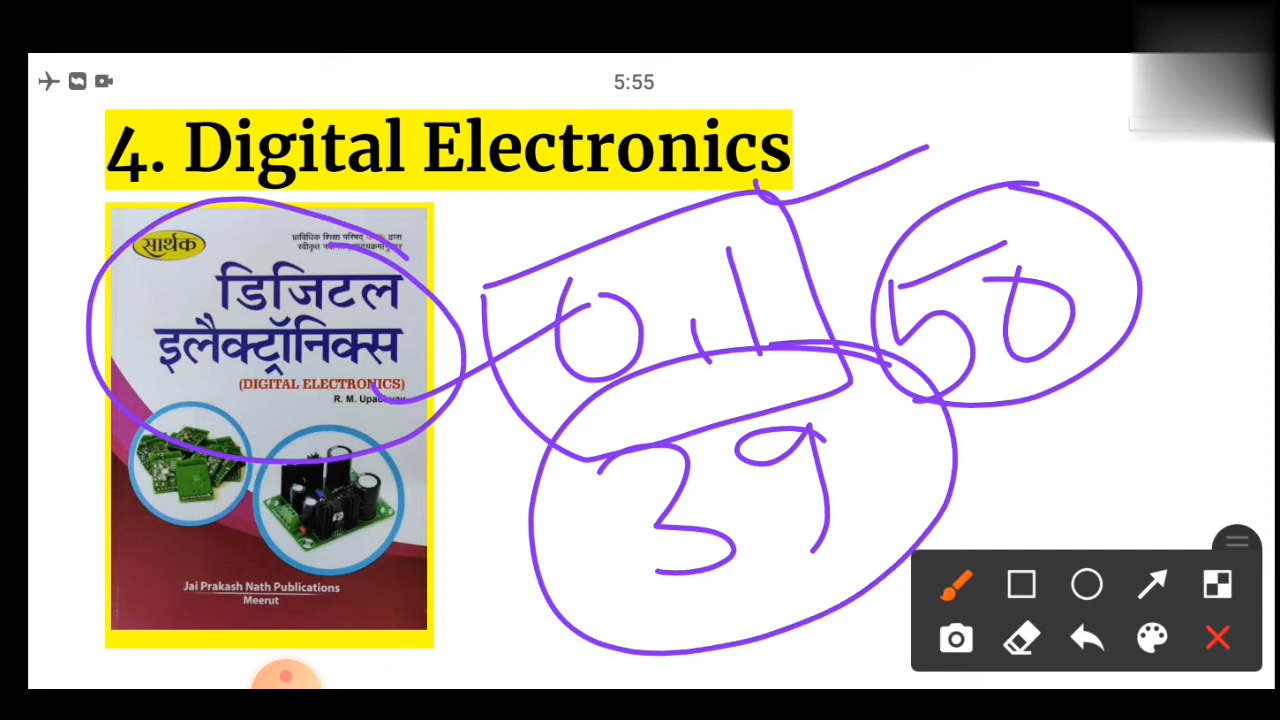 5:55
4. Digital Electronics
सार्थक
स्वीकृत
डिजिटल
इलैक्ट्रॉनिक्स
(DIGITAL ELECTRONICS)
R. M. Upadhyay
0,1
50
39
Jai Prakash Nath Publications
Meerut